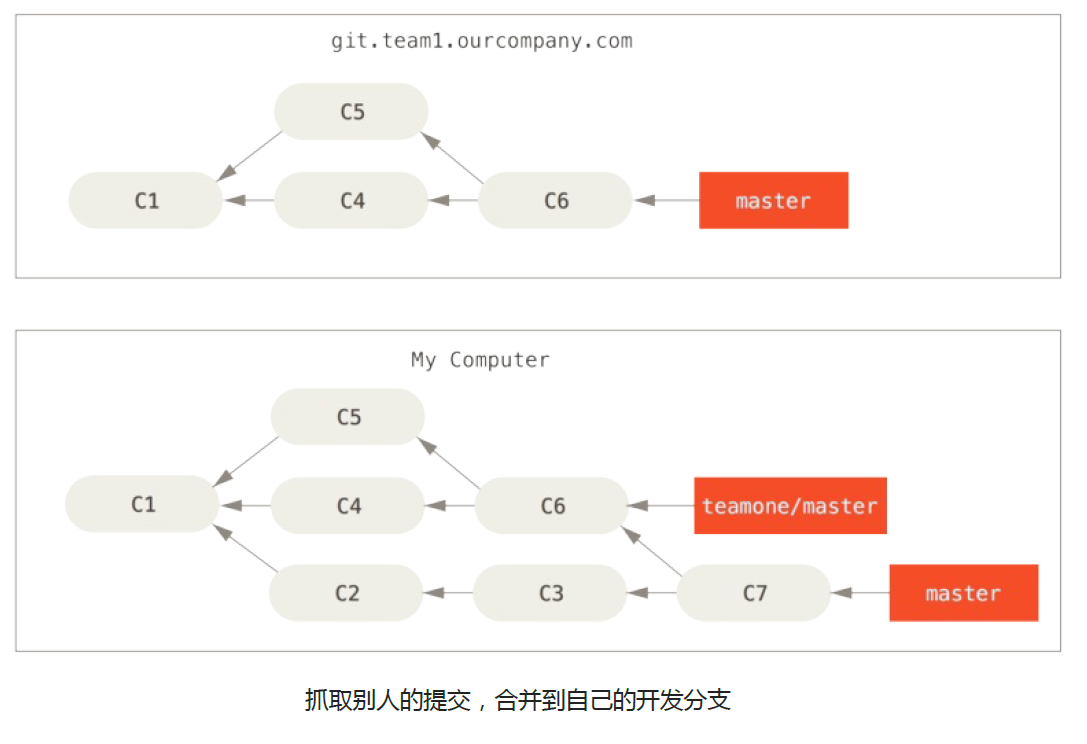 git.team1.ourcompany.com
C5
C1
C4
C6
master
My Computer
C5
C1
C4
C6
teamone/master
C2
C3
C7
master
抓取别人的提交，合并到自己的开发分支